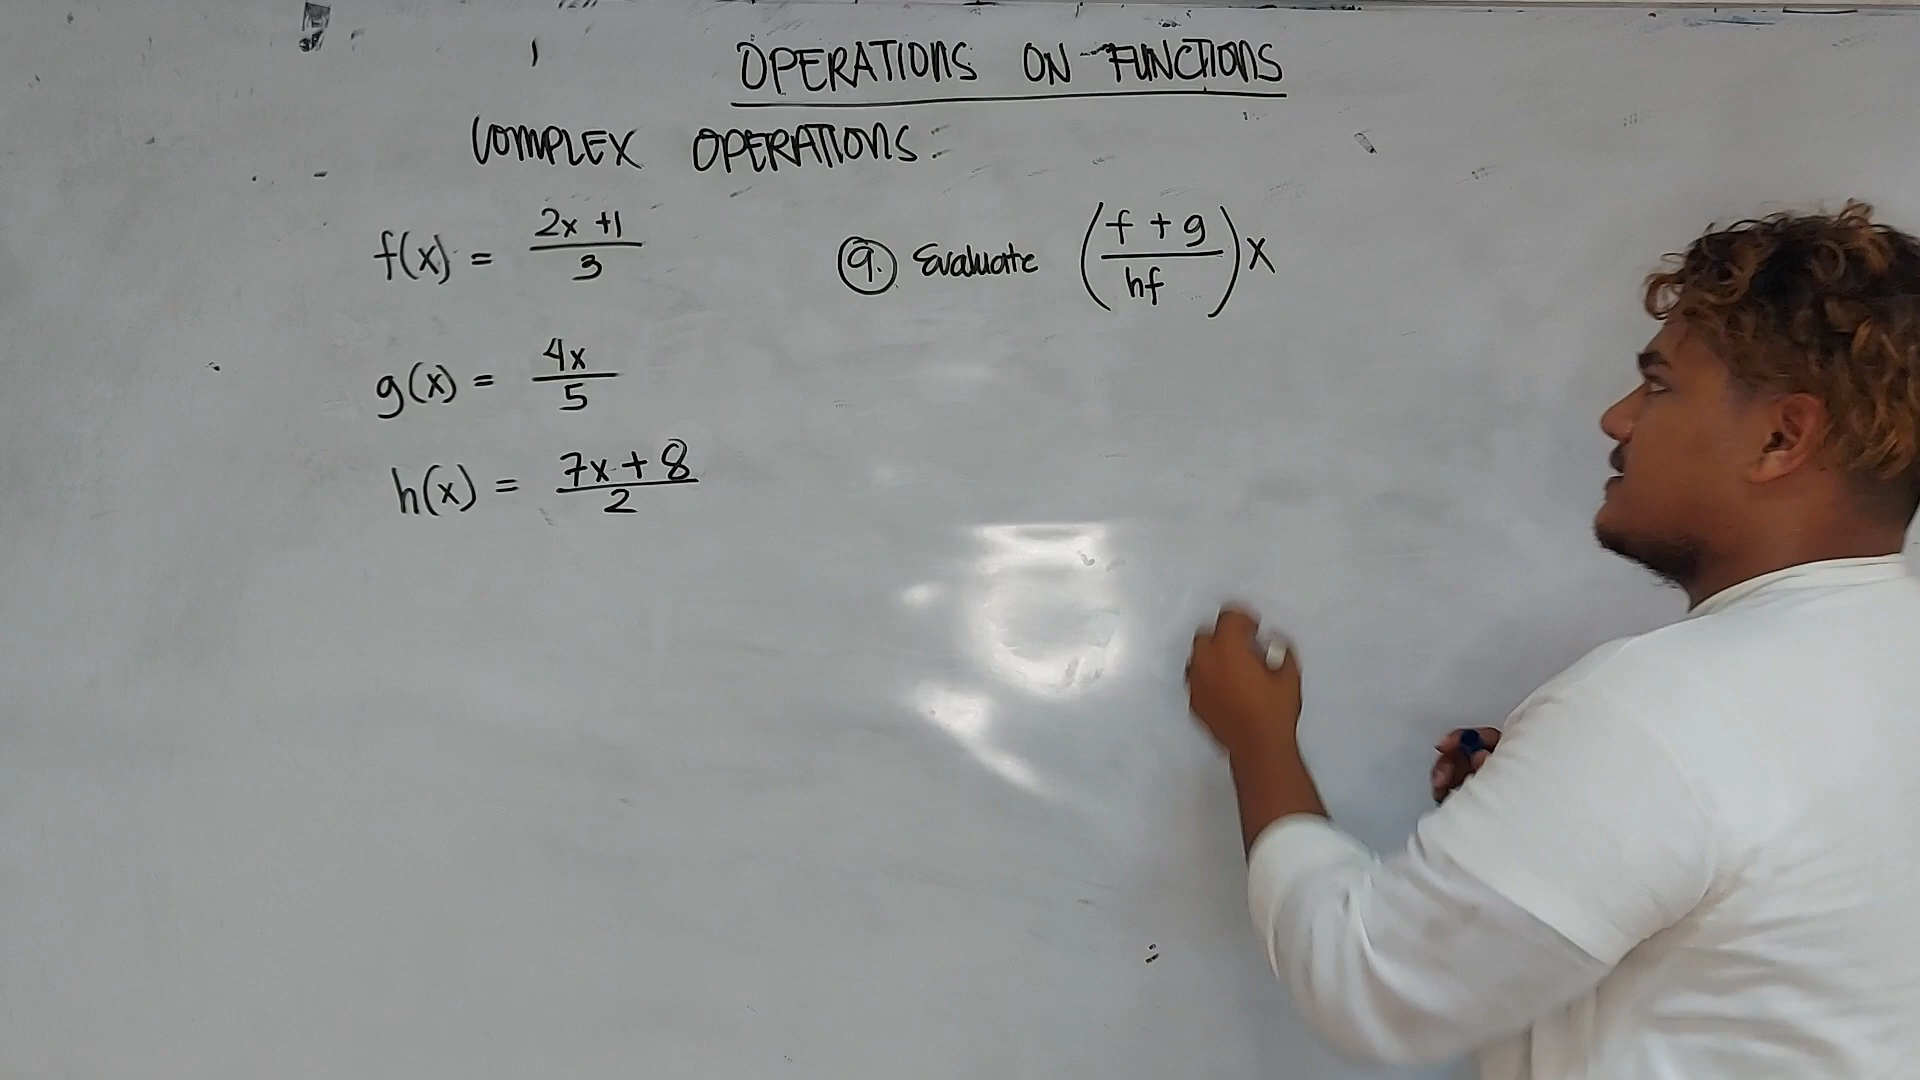 OPERATIONS ON FUNCTIONS
COMPLEX OPERATIONS:
f(x) = (2x + 1)/3
9. Evaluate ((f + g)/(hf))x
g(x) = 4x/5
h(x) = (7x + 8)/2